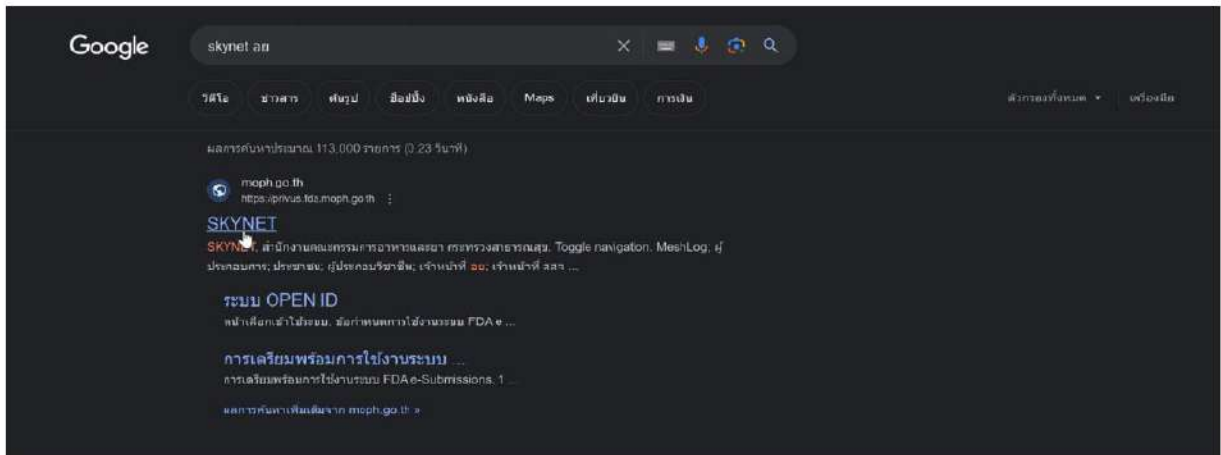 Google
skynet อย
วิดีโอ ข่าวสาร ค้นรูป ช็อปปิ้ง หนังสือ Maps เที่ยวบิน การเงิน
ตัวกรองทั้งหมด เครื่องมือ
ผลการค้นหาประมาณ 113,000 รายการ (0.23 วินาที)
moph.go.th
https://privus.fda.moph.go.th
SKYNET
SKYNET, สำนักงานคณะกรรมการอาหารและยา กระทรวงสาธารณสุข. Toggle navigation. MeshLog; ผู้
ประกอบการ; ประชาชน; ผู้ประกอบวิชาชีพ; เจ้าหน้าที่ อย; เจ้าหน้าที่ สสจ ...
ระบบ OPEN ID
หน้าเลือกเข้าใช้ระบบ. ข้อกำหนดการใช้งานระบบ FDA e ...
การเตรียมพร้อมการใช้งานระบบ ...
การเตรียมพร้อมการใช้งานระบบ FDA e-Submissions. 1 ...
ผลการค้นหาเพิ่มเติมจาก moph.go.th »